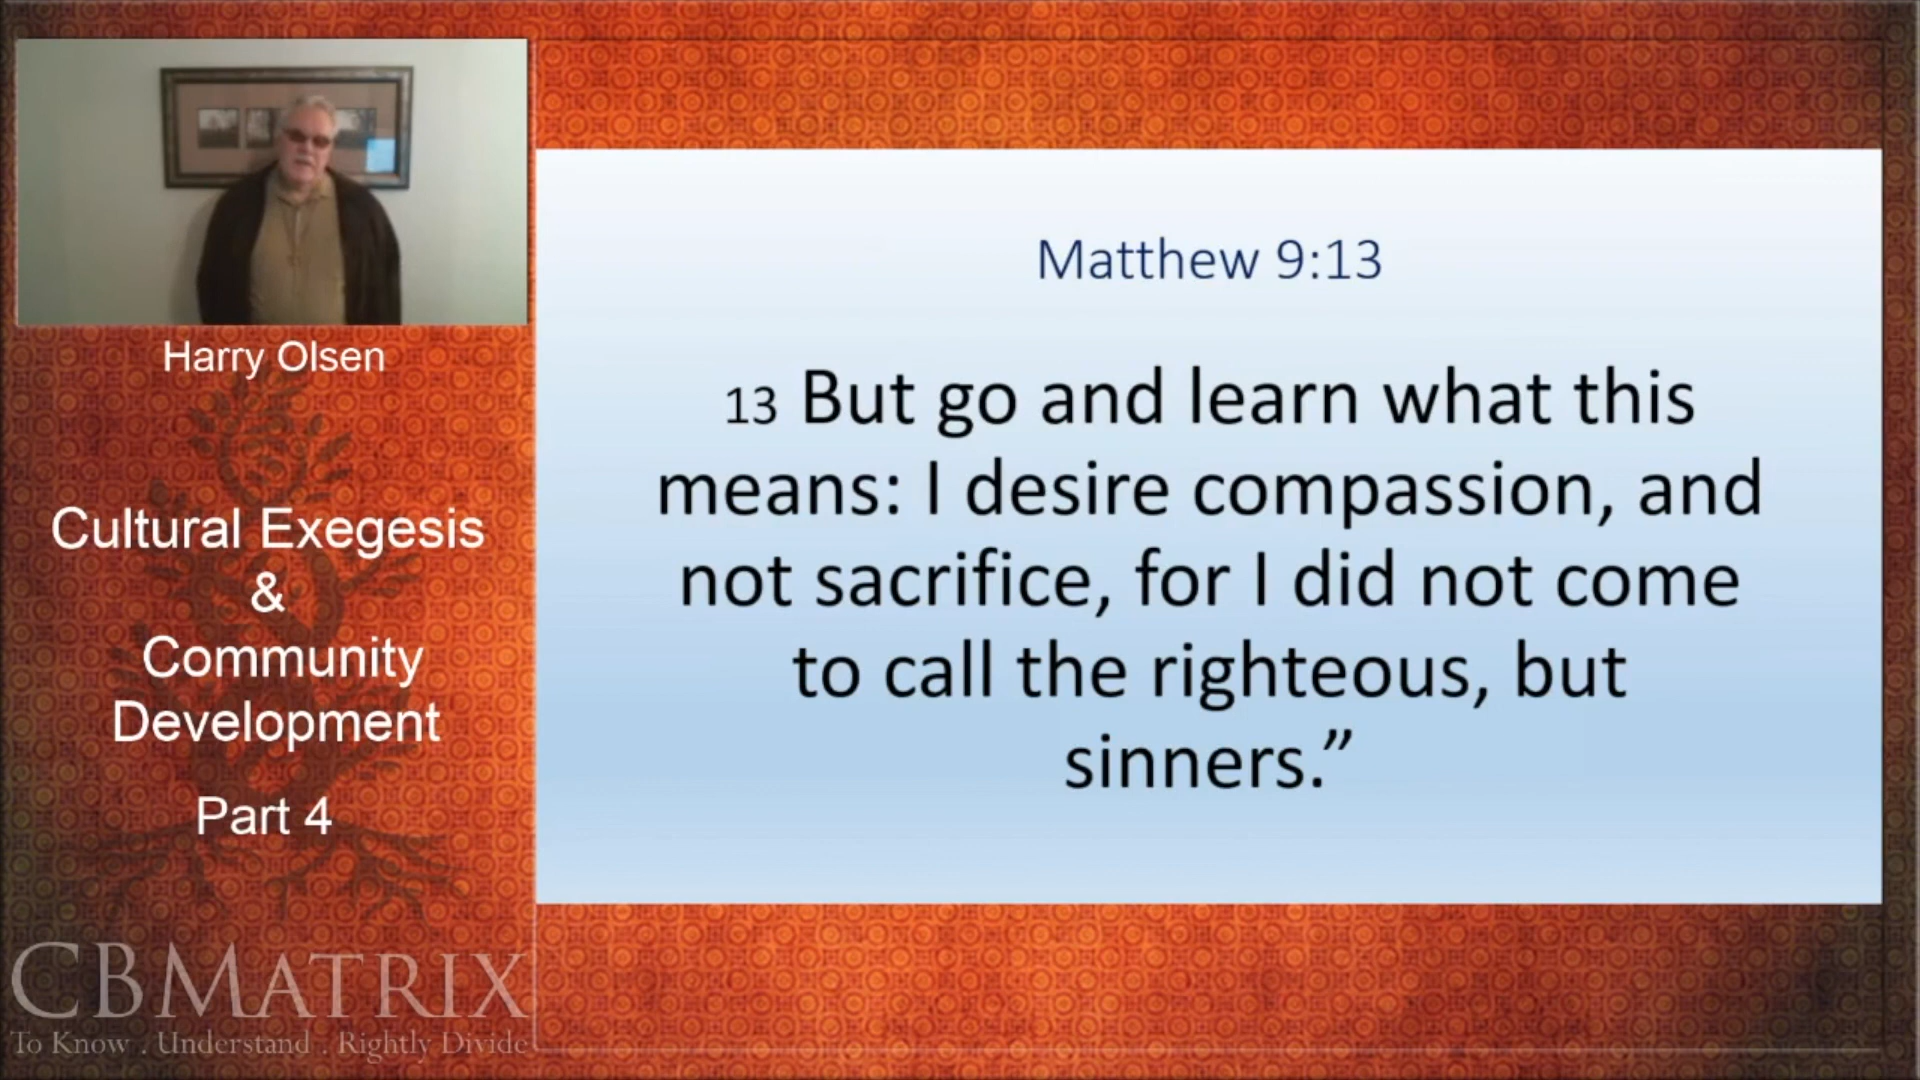 Harry Olsen
Cultural Exegesis
&
Community
Development
Part 4
CBMATRIX
To Know . Understand . Rightly Divide
Matthew 9:13
13 But go and learn what this
means: I desire compassion, and
not sacrifice, for I did not come
to call the righteous, but
sinners.”